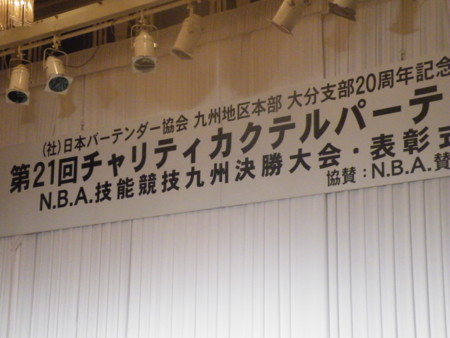 (社)日本バーテンダー協会 九州地区本部 大分支部20周年記念
第21回チャリティカクテルパーテ
N.B.A.技能競技九州決勝大会・表彰式
協賛：N.B.A.賛